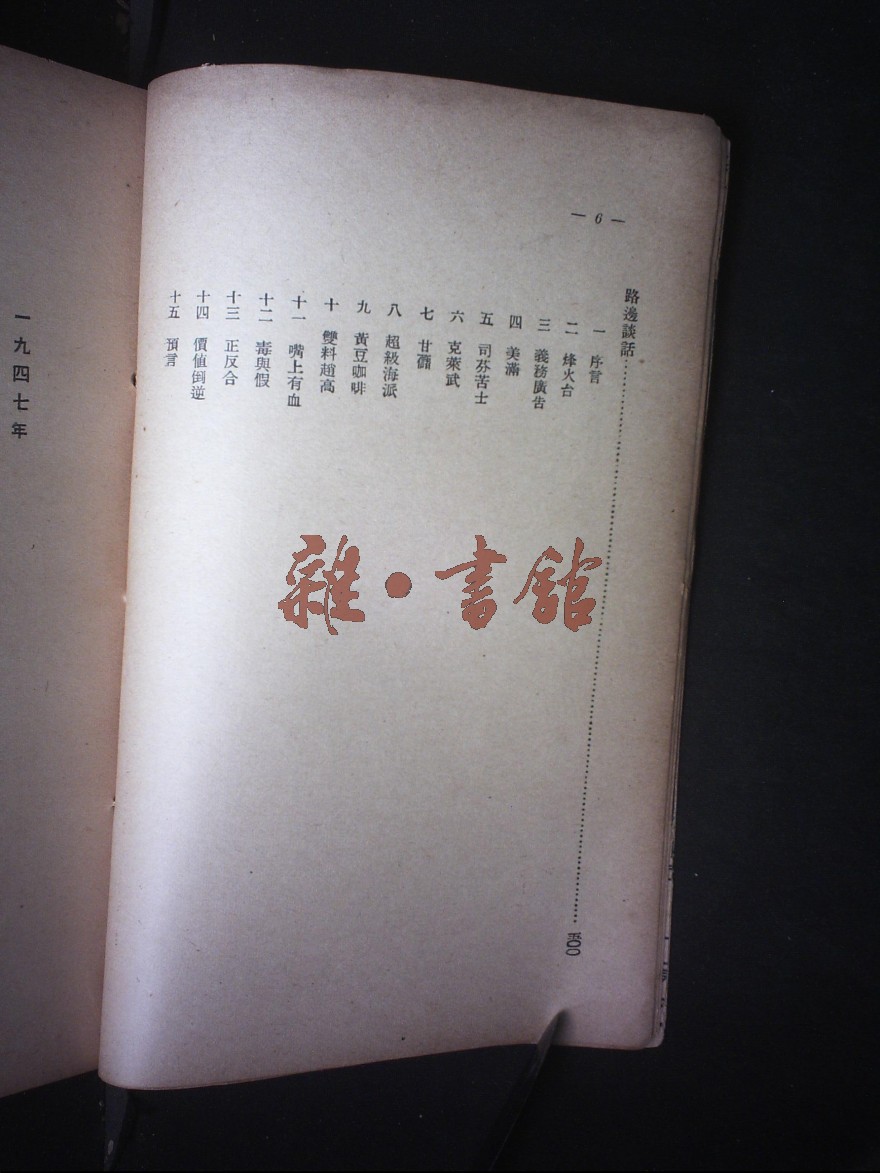 — 6 —
路邊談話……五〇〇
一 序言
二 烽火台
三 義務廣告
四 美滿
五 司芬苦士
六 克萊武
七 甘薾
八 超級海派
九 黃豆咖啡
十 雙料趙高
十一 嘴上有血
十二 毒與假
十三 正反合
十四 價值倒逆
十五 預言
一九四七年
雜·書館